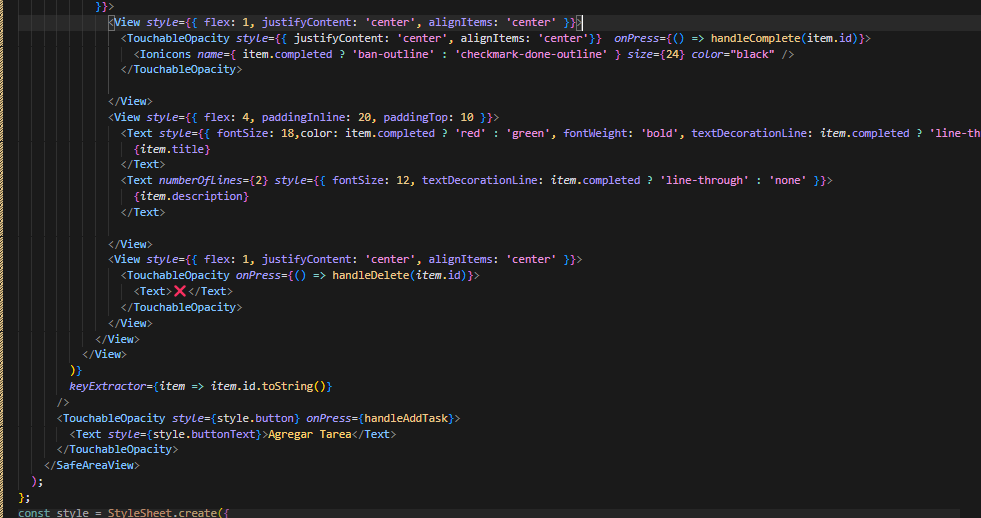 }}>
<View style={{ flex: 1, justifyContent: 'center', alignItems: 'center' }}>
<TouchableOpacity style={{ justifyContent: 'center', alignItems: 'center'}}  onPress={() => handleComplete(item.id)}>
<Ionicons name={ item.completed ? 'ban-outline' : 'checkmark-done-outline' } size={24} color="black" />
</TouchableOpacity>
</View>
<View style={{ flex: 4, paddingInline: 20, paddingTop: 10 }}>
<Text style={{ fontSize: 18,color: item.completed ? 'red' : 'green', fontWeight: 'bold', textDecorationLine: item.completed ? 'line-th
{item.title}
</Text>
<Text numberOfLines={2} style={{ fontSize: 12, textDecorationLine: item.completed ? 'line-through' : 'none' }}>
{item.description}
</Text>
</View>
<View style={{ flex: 1, justifyContent: 'center', alignItems: 'center' }}>
<TouchableOpacity onPress={() => handleDelete(item.id)}>
<Text>❌</Text>
</TouchableOpacity>
</View>
</View>
</View>
)}
keyExtractor={item => item.id.toString()}
/>
<TouchableOpacity style={style.button} onPress={handleAddTask}>
<Text style={style.buttonText}>Agregar Tarea</Text>
</TouchableOpacity>
</SafeAreaView>
);
};
const style = StyleSheet.create({